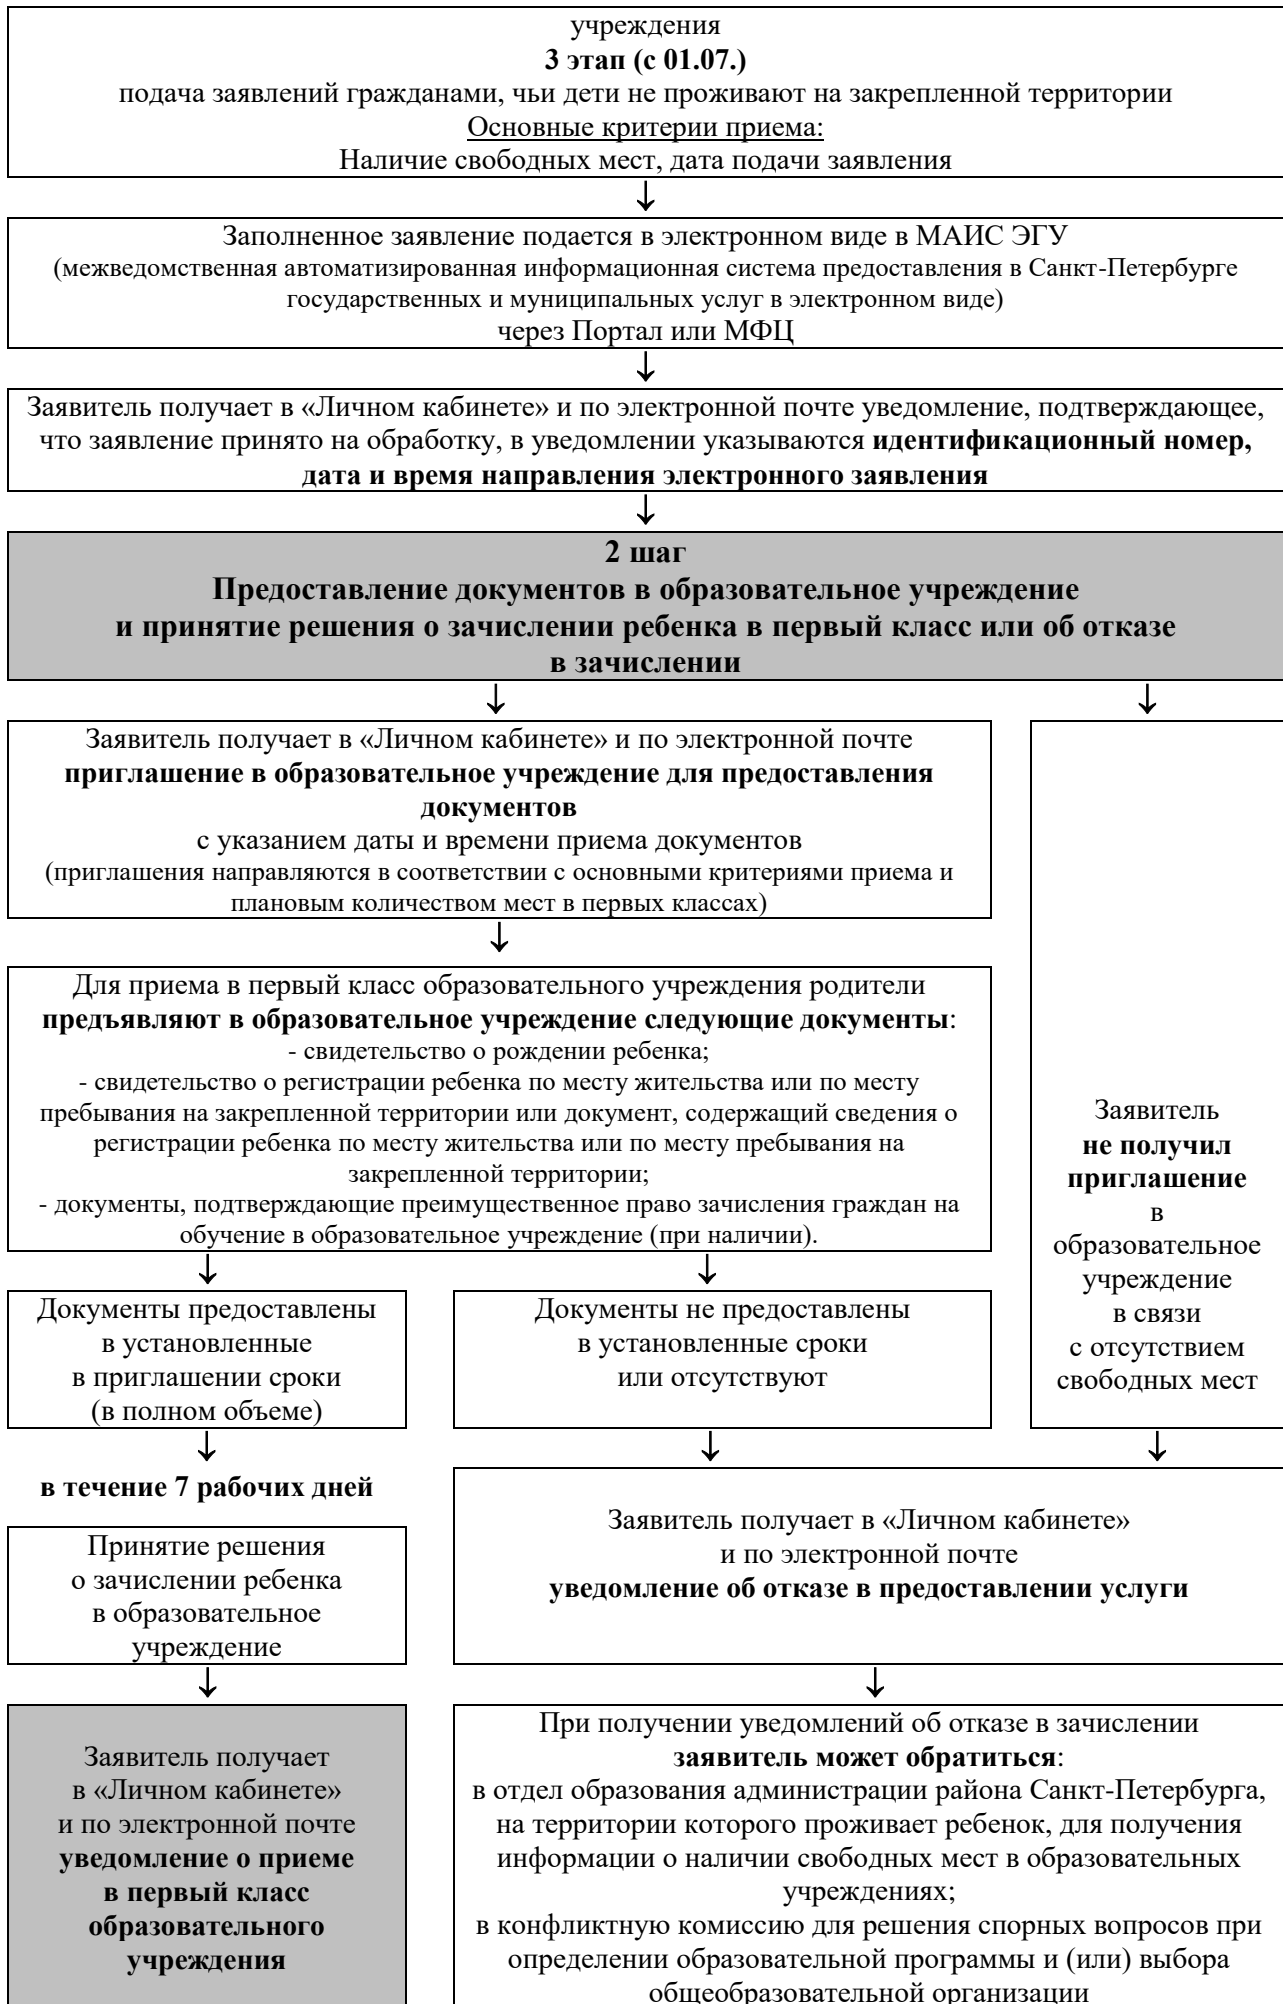 учреждения
3 этап (с 01.07.)
подача заявлений гражданами, чьи дети не проживают на закрепленной территории
Основные критерии приема:
Наличие свободных мест, дата подачи заявления
Заполненное заявление подается в электронном виде в МАИС ЭГУ
(межведомственная автоматизированная информационная система предоставления в Санкт-Петербурге
государственных и муниципальных услуг в электронном виде)
через Портал или МФЦ
Заявитель получает в «Личном кабинете» и по электронной почте уведомление, подтверждающее,
что заявление принято на обработку, в уведомлении указываются идентификационный номер,
дата и время направления электронного заявления
2 шаг
Предоставление документов в образовательное учреждение
и принятие решения о зачислении ребенка в первый класс или об отказе
в зачислении
Заявитель получает в «Личном кабинете» и по электронной почте
приглашение в образовательное учреждение для предоставления
документов
с указанием даты и времени приема документов
(приглашения направляются в соответствии с основными критериями приема и
плановым количеством мест в первых классах)
Для приема в первый класс образовательного учреждения родители
предъявляют в образовательное учреждение следующие документы:
- свидетельство о рождении ребенка;
- свидетельство о регистрации ребенка по месту жительства или по месту
пребывания на закрепленной территории или документ, содержащий сведения о
регистрации ребенка по месту жительства или по месту пребывания на
закрепленной территории;
- документы, подтверждающие преимущественное право зачисления граждан на
обучение в образовательное учреждение (при наличии).
Заявитель
не получил
приглашение
в
образовательное
учреждение
в связи
с отсутствием
свободных мест
Документы предоставлены
в установленные
в приглашении сроки
(в полном объеме)
Документы не предоставлены
в установленные сроки
или отсутствуют
в течение 7 рабочих дней
Принятие решения
о зачислении ребенка
в образовательное
учреждение
Заявитель получает в «Личном кабинете»
и по электронной почте
уведомление об отказе в предоставлении услуги
Заявитель получает
в «Личном кабинете»
и по электронной почте
уведомление о приеме
в первый класс
образовательного
учреждения
При получении уведомлений об отказе в зачислении
заявитель может обратиться:
в отдел образования администрации района Санкт-Петербурга,
на территории которого проживает ребенок, для получения
информации о наличии свободных мест в образовательных
учреждениях;
в конфликтную комиссию для решения спорных вопросов при
определении образовательной программы и (или) выбора
общеобразовательной организации